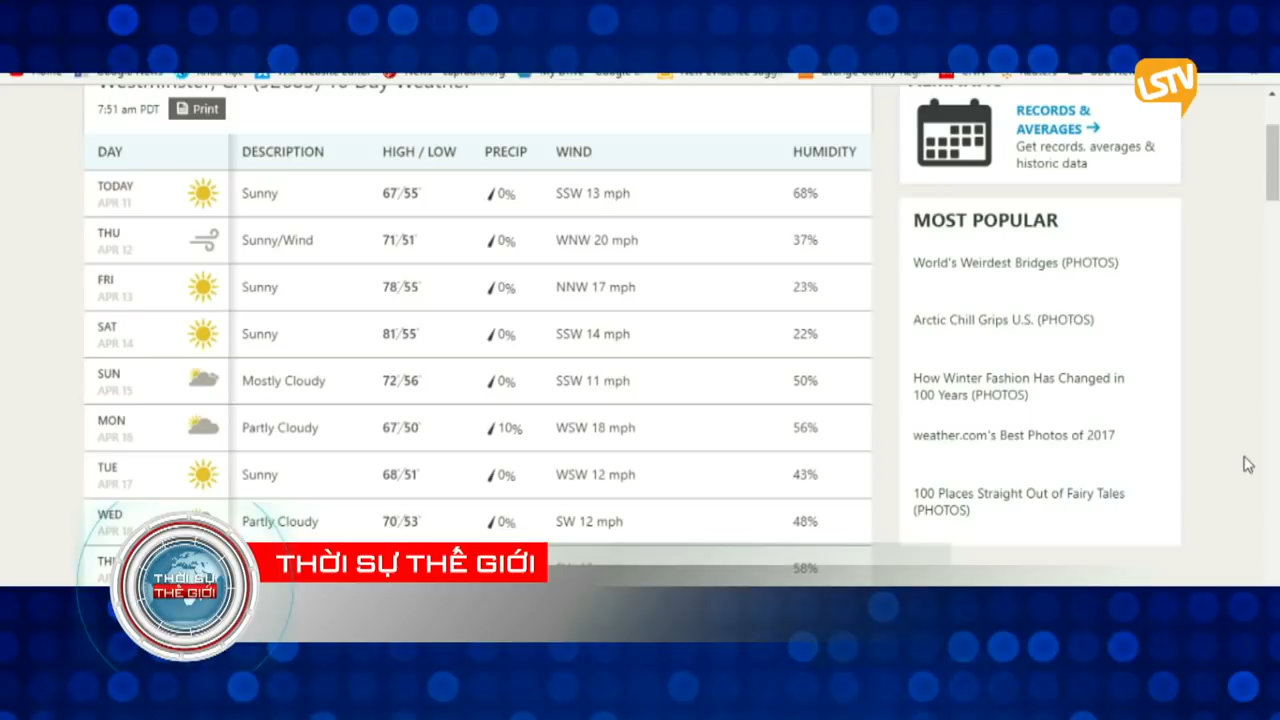 LSTV
7:51 am PDT
Print
DAY DESCRIPTION HIGH / LOW PRECIP WIND HUMIDITY
TODAY
APR 11
Sunny 67°/55° 0% SSW 13 mph 68%
THU
APR 12
Sunny/Wind 71°/51° 0% WNW 20 mph 37%
FRI
APR 13
Sunny 78°/55° 0% NNW 17 mph 23%
SAT
APR 14
Sunny 81°/55° 0% SSW 14 mph 22%
SUN
APR 15
Mostly Cloudy 72°/56° 0% SSW 11 mph 50%
MON
APR 16
Partly Cloudy 67°/50° 10% WSW 18 mph 56%
TUE
APR 17
Sunny 68°/51° 0% WSW 12 mph 43%
WED
APR 18
Partly Cloudy 70°/53° 0% SW 12 mph 48%
58%
RECORDS &
AVERAGES
Get records, averages &
historic data
MOST POPULAR
World's Weirdest Bridges (PHOTOS)
Arctic Chill Grips U.S. (PHOTOS)
How Winter Fashion Has Changed in
100 Years (PHOTOS)
weather.com's Best Photos of 2017
100 Places Straight Out of Fairy Tales
(PHOTOS)
THỜI SỰ THẾ GIỚI
THỜI SỰ
THẾ GIỚI